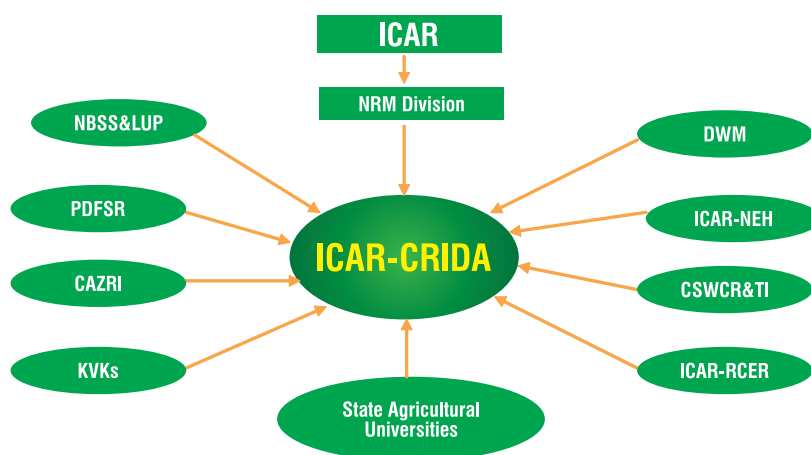 ICAR
NRM Division
NBSS&LUP
DWM
PDFSR
ICAR-NEH
ICAR-CRIDA
CAZRI
CSWCR&TI
KVKs
ICAR-RCER
State Agricultural
Universities